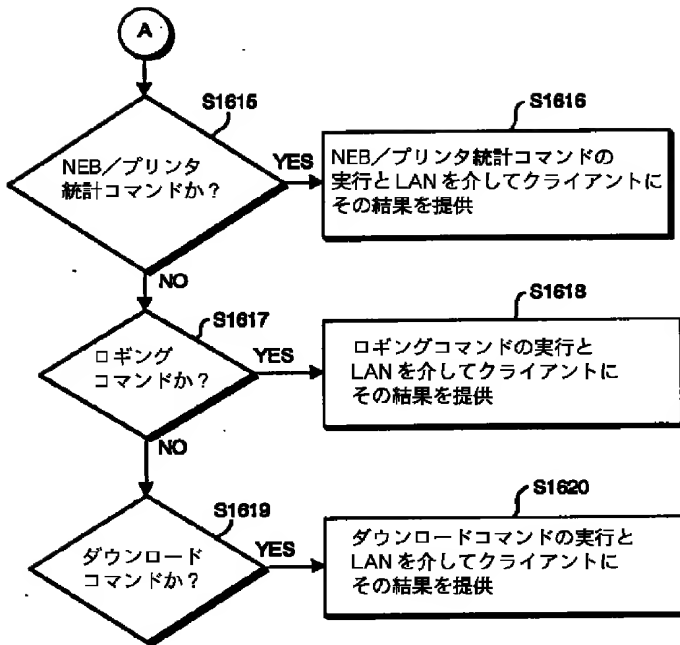 A
S1615
NEB／プリンタ
統計コマンドか？
YES
S1616
NEB／プリンタ統計コマンドの
実行とLANを介してクライアントに
その結果を提供
NO
S1617
ロギング
コマンドか？
YES
S1618
ロギングコマンドの実行と
LANを介してクライアントに
その結果を提供
NO
S1619
ダウンロード
コマンドか？
YES
S1620
ダウンロードコマンドの実行と
LANを介してクライアントに
その結果を提供